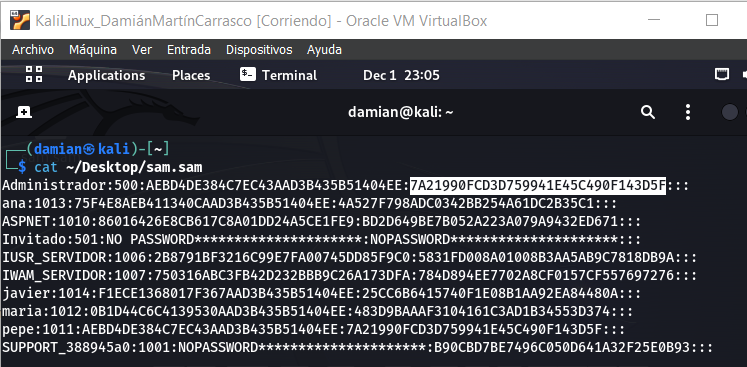 KaliLinux_DamiánMartínCarrasco [Corriendo] - Oracle VM VirtualBox
Archivo Máquina Ver Entrada Dispositivos Ayuda
Applications Places Terminal Dec 1 23:05
damian@kali: ~
(damian㉿kali)-[~]
$ cat ~/Desktop/sam.sam
Administrador:500:AEBD4DE384C7EC43AAD3B435B51404EE:7A21990FCD3D759941E45C490F143D5F:::
ana:1013:75F4E8AEB411340CAAD3B435B51404EE:4A527F798ADC0342BB254A61DC2B35C1:::
ASPNET:1010:86016426E8CB617C8A01DD24A5CE1FE9:BD2D649BE7B052A223A079A9432ED671:::
Invitado:501:NO PASSWORD*********************:NOPASSWORD*********************:::
IUSR_SERVIDOR:1006:2B8791BF3216C99E7FA00745DD85F9C0:5831FD008A01008B3AA5AB9C7818DB9A:::
IWAM_SERVIDOR:1007:750316ABC3FB42D232BBB9C26A173DFA:784D894EE7702A8CF0157CF557697276:::
javier:1014:F1ECE1368017F367AAD3B435B51404EE:25CC6B6415740F1E08B1AA92EA84480A:::
maria:1012:0B1D44C6C4139530AAD3B435B51404EE:483D9BAAAF3104161C3AD1B34553D374:::
pepe:1011:AEBD4DE384C7EC43AAD3B435B51404EE:7A21990FCD3D759941E45C490F143D5F:::
SUPPORT_388945a0:1001:NOPASSWORD*********************:B90CBD7BE7496C050D641A32F25E0B93:::